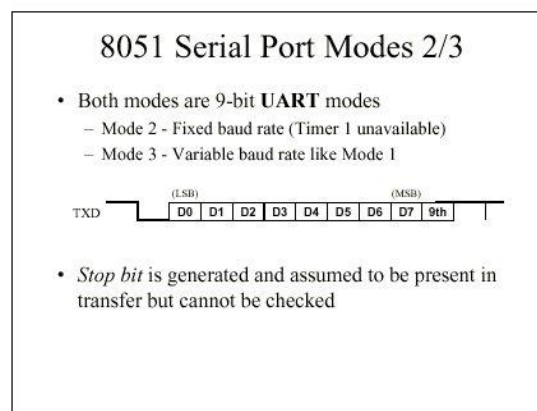 8051 Serial Port Modes 2/3
• Both modes are 9-bit UART modes
– Mode 2 - Fixed baud rate (Timer 1 unavailable)
– Mode 3 - Variable baud rate like Mode 1
(LSB) (MSB)
TXD D0 D1 D2 D3 D4 D5 D6 D7 9th
• Stop bit is generated and assumed to be present in
transfer but cannot be checked